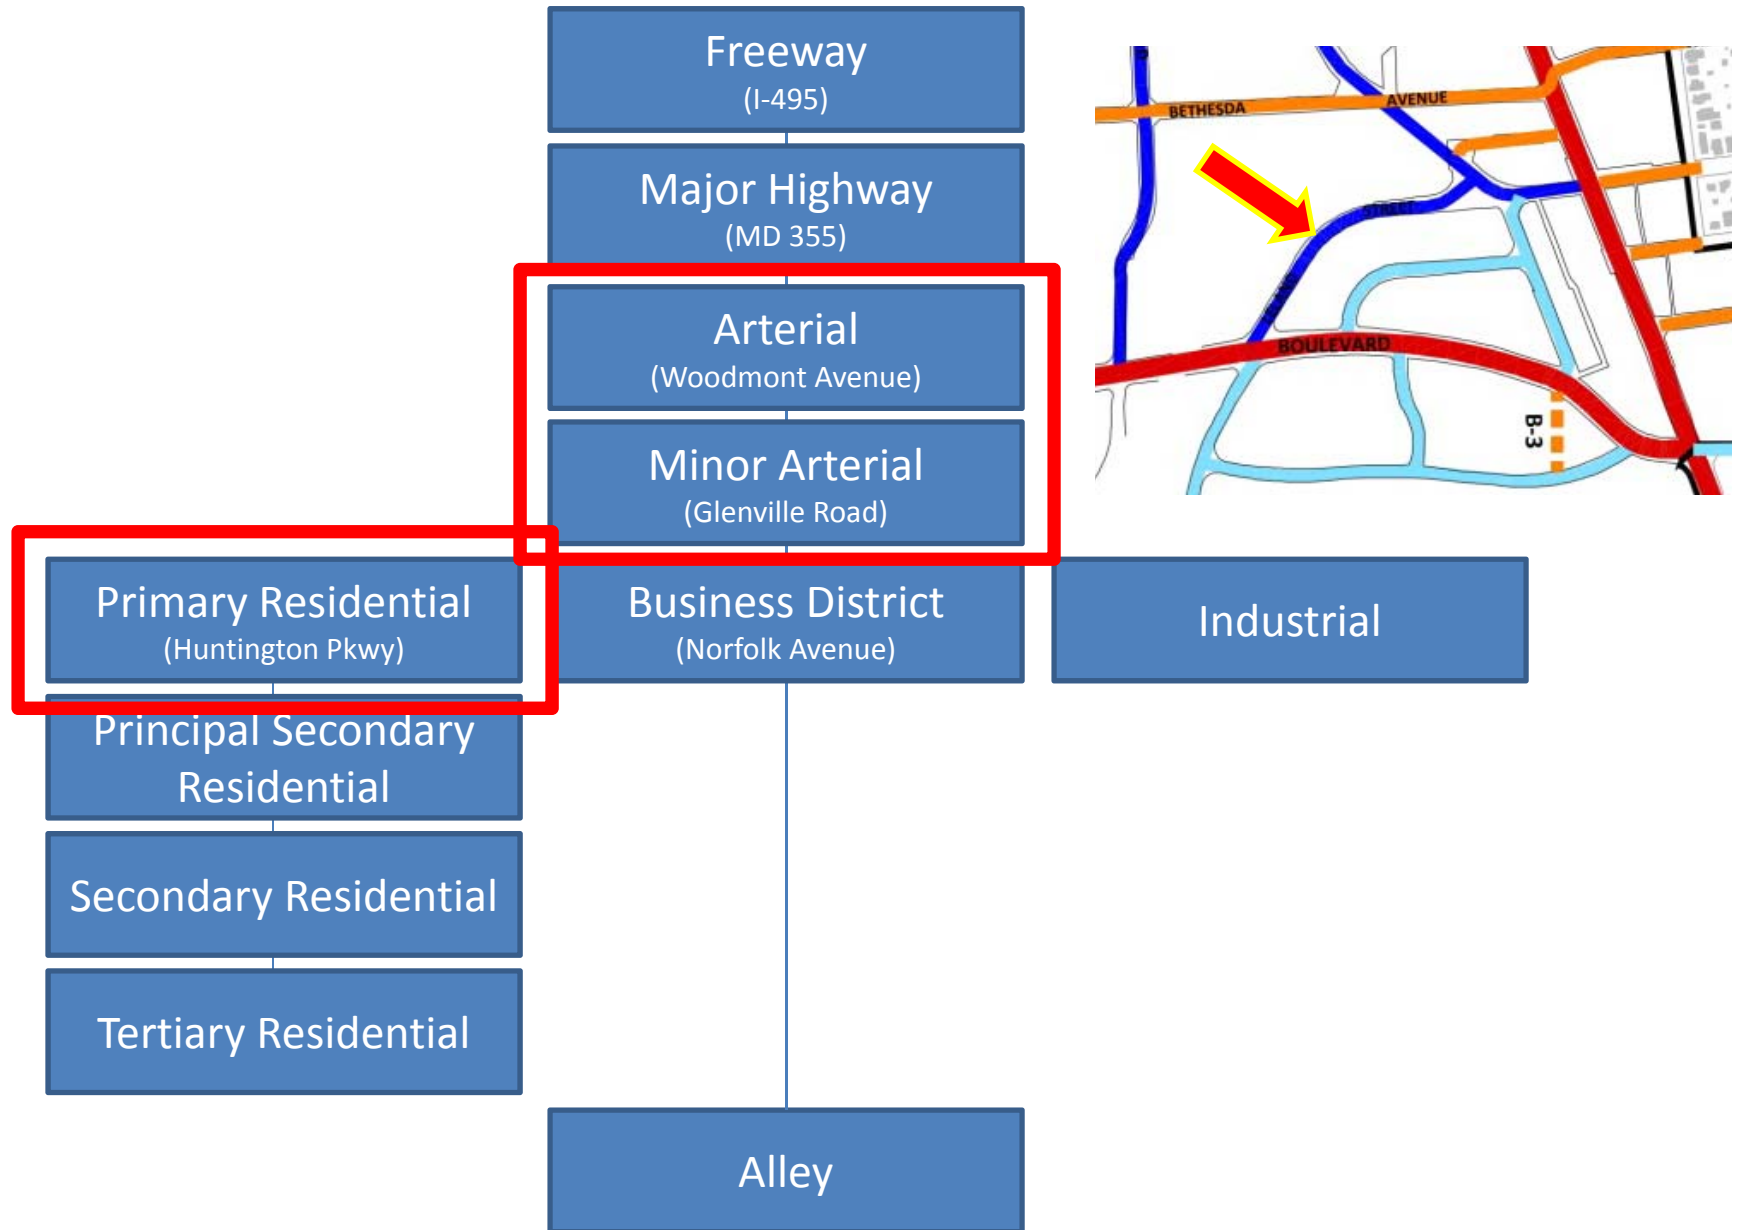 Freeway
(I-495)
Major Highway
(MD 355)
Arterial
(Woodmont Avenue)
Minor Arterial
(Glenville Road)
Primary Residential
(Huntington Pkwy)
Business District
(Norfolk Avenue)
Industrial
Principal Secondary
Residential
Secondary Residential
Tertiary Residential
Alley
BETHESDA AVENUE
STREET
BOULEVARD
B-3